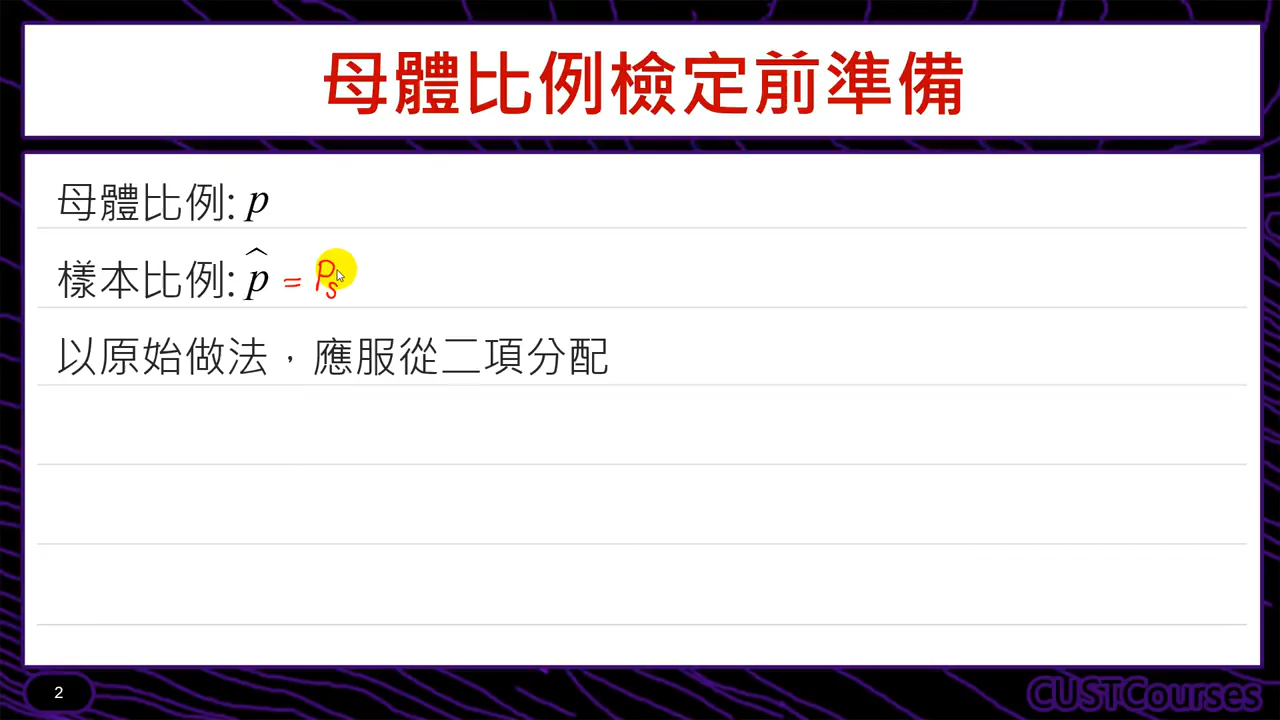 母體比例檢定前準備
母體比例: p
樣本比例: p̂ = Ps
以原始做法，應服從二項分配
2
CUSTCourses